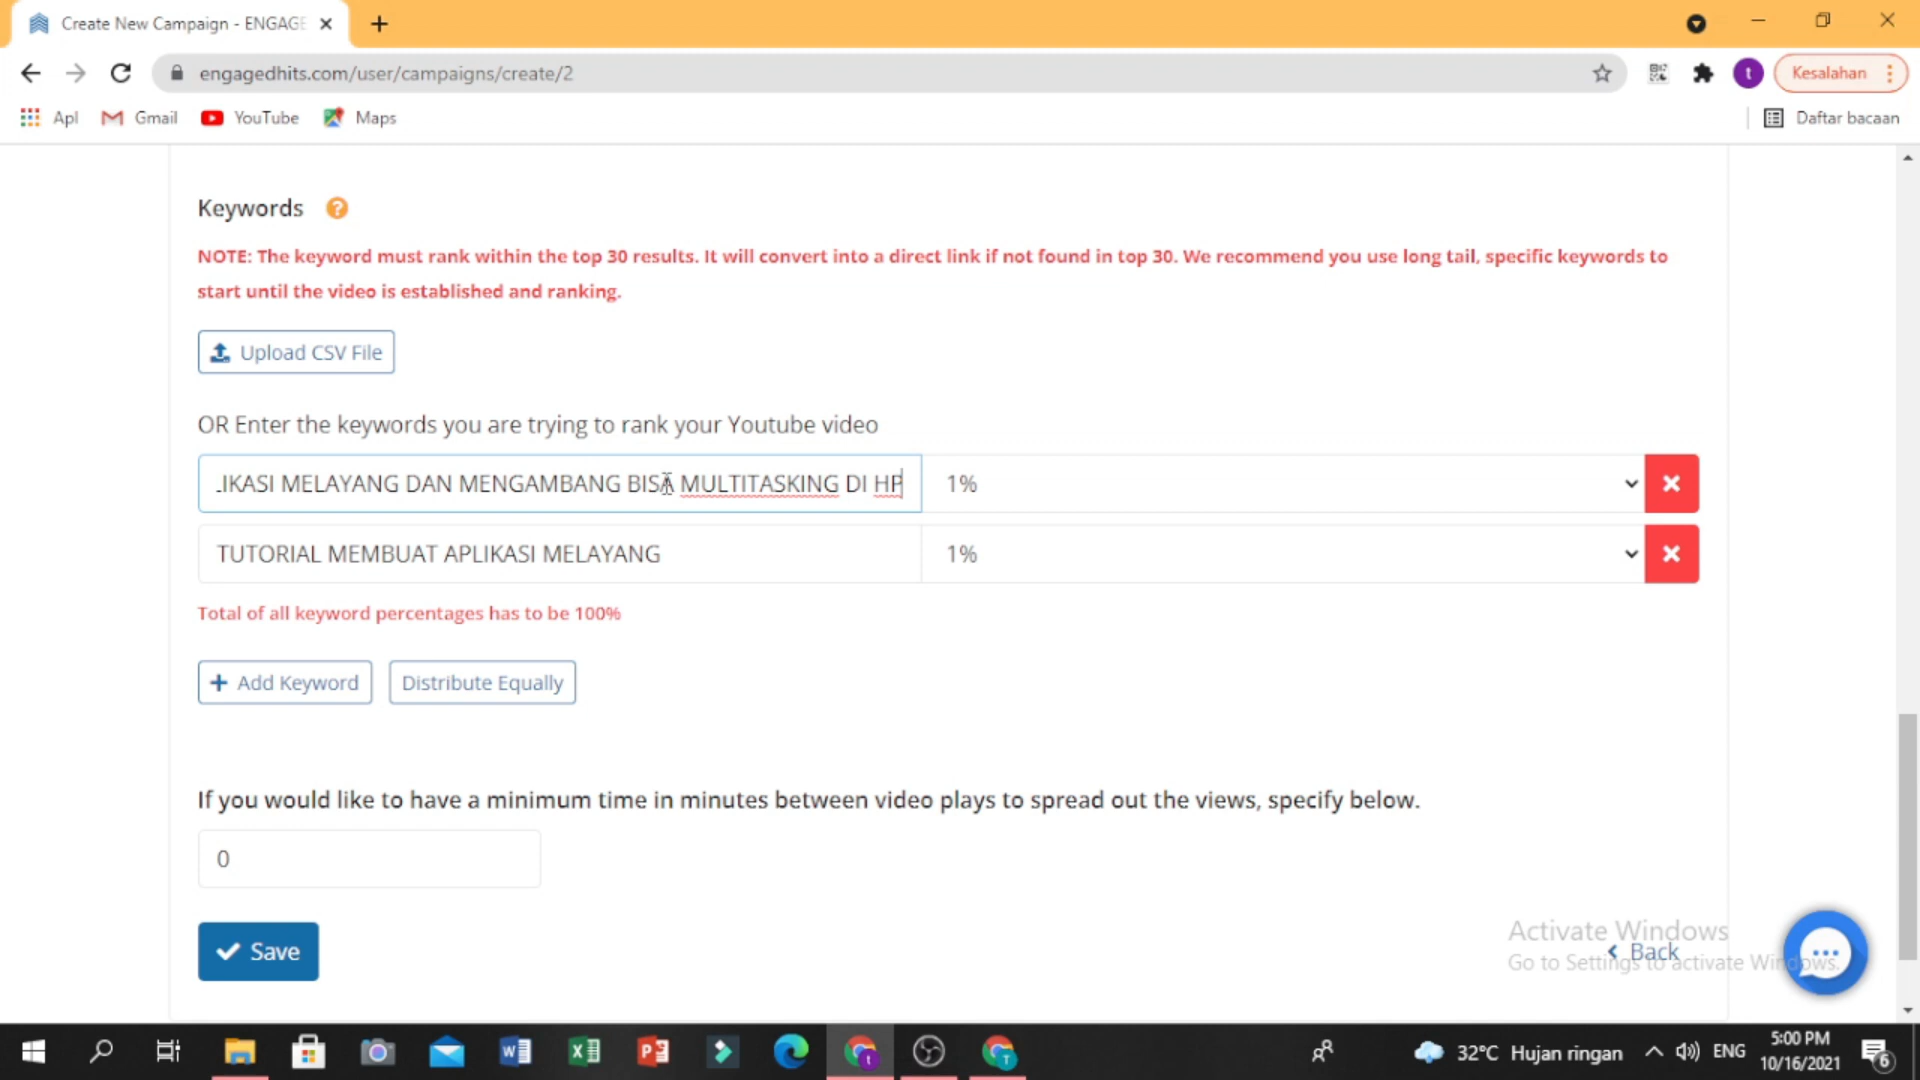 Create New Campaign - ENGAGE
engagedhits.com/user/campaigns/create/2
t
Kesalahan
Apl
Gmail
YouTube
Maps
Daftar bacaan
Keywords ?
NOTE: The keyword must rank within the top 30 results. It will convert into a direct link if not found in top 30. We recommend you use long tail, specific keywords to
start until the video is established and ranking.
Upload CSV File
OR Enter the keywords you are trying to rank your Youtube video
IKASI MELAYANG DAN MENGAMBANG BISA MULTITASKING DI HP
1%
TUTORIAL MEMBUAT APLIKASI MELAYANG
1%
Total of all keyword percentages has to be 100%
+ Add Keyword
Distribute Equally
If you would like to have a minimum time in minutes between video plays to spread out the views, specify below.
0
Save
Back
Activate Windows
Go to Settings to activate Windows.
32°C Hujan ringan
ENG
5:00 PM
10/16/2021
6